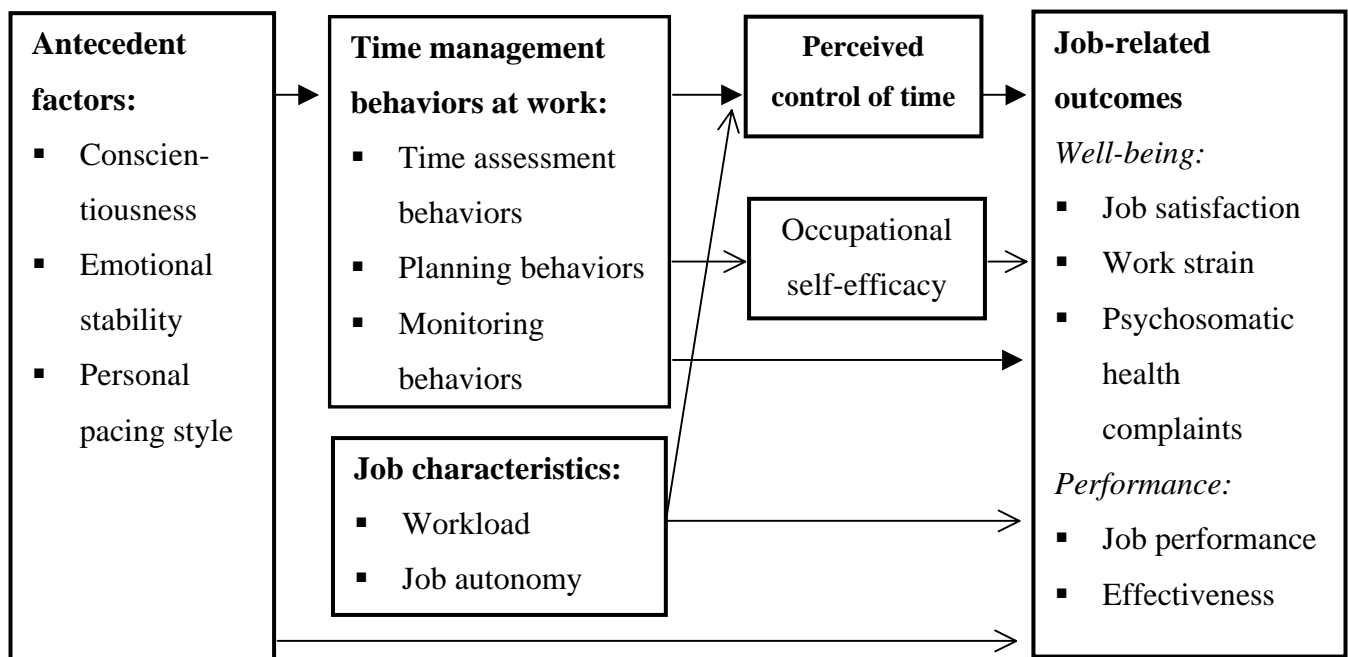 Antecedent
factors:
▪ Conscien-
tiousness
▪ Emotional
stability
▪ Personal
pacing style
Time management
behaviors at work:
▪ Time assessment
behaviors
▪ Planning behaviors
▪ Monitoring
behaviors
Job characteristics:
▪ Workload
▪ Job autonomy
Perceived
control of time
Occupational
self-efficacy
Job-related
outcomes
Well-being:
▪ Job satisfaction
▪ Work strain
▪ Psychosomatic
health
complaints
Performance:
▪ Job performance
▪ Effectiveness